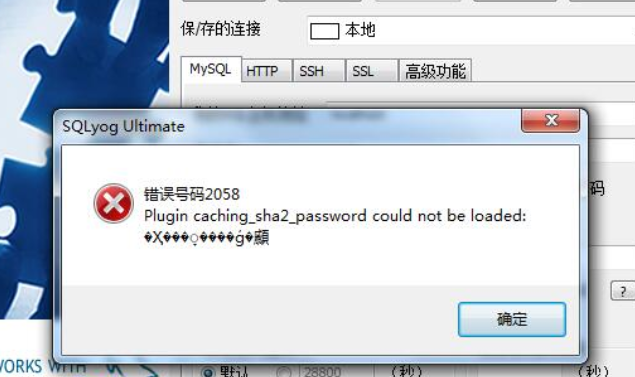 保/存的连接
本地
MySQL
HTTP
SSH
SSL
高级功能
SQLyog Ultimate
错误号码2058
Plugin caching_sha2_password could not be loaded:
�X���ҩ����ģ�顣
码
?
确定
WORKS WITH
默认
28800
(秒)
(秒)